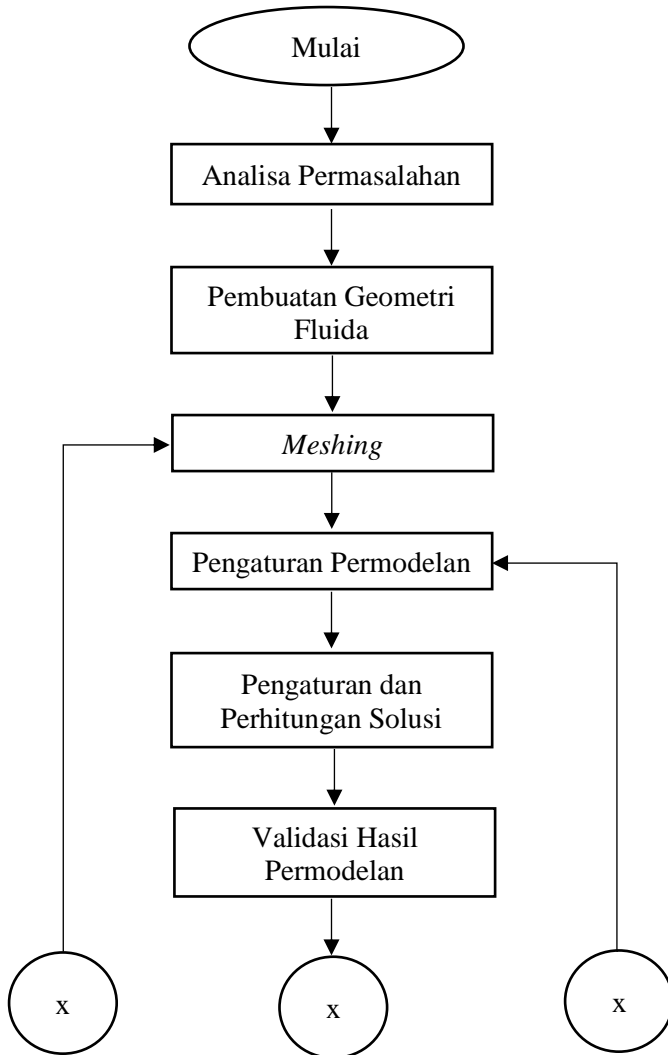 Mulai
Analisa Permasalahan
Pembuatan Geometri
Fluida
Meshing
Pengaturan Permodelan
Pengaturan dan
Perhitungan Solusi
Validasi Hasil
Permodelan
x
x
x